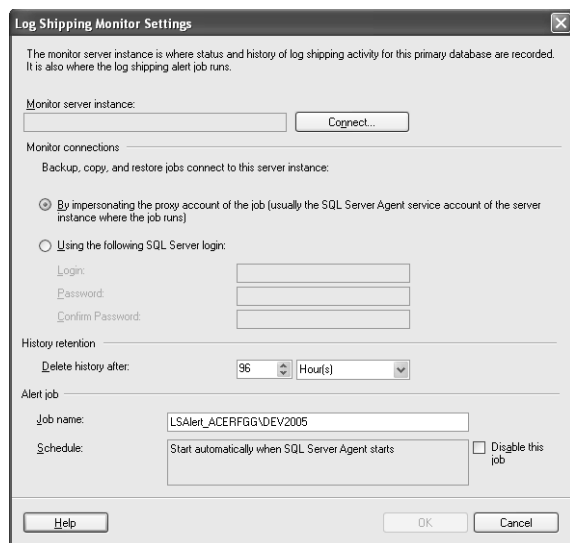 Log Shipping Monitor Settings
The monitor server instance is where status and history of log shipping activity for this primary database are recorded.
It is also where the log shipping alert job runs.
Monitor server instance:
Connect...
Monitor connections
Backup, copy, and restore jobs connect to this server instance:
By impersonating the proxy account of the job (usually the SQL Server Agent service account of the server
instance where the job runs)
Using the following SQL Server login:
Login:
Password:
Confirm Password:
History retention
Delete history after:
96
Hour(s)
Alert job
Job name:
LSAlert_ACERFGG\DEV2005
Schedule:
Start automatically when SQL Server Agent starts
Disable this
job
Help
OK
Cancel